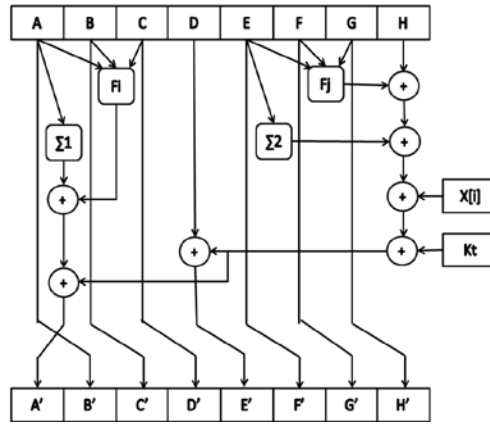 A B C D E F G H
Fi Fj
∑1 ∑2
+
+
+ + X[i]
+ + Kt
+
A' B' C' D' E' F' G' H'